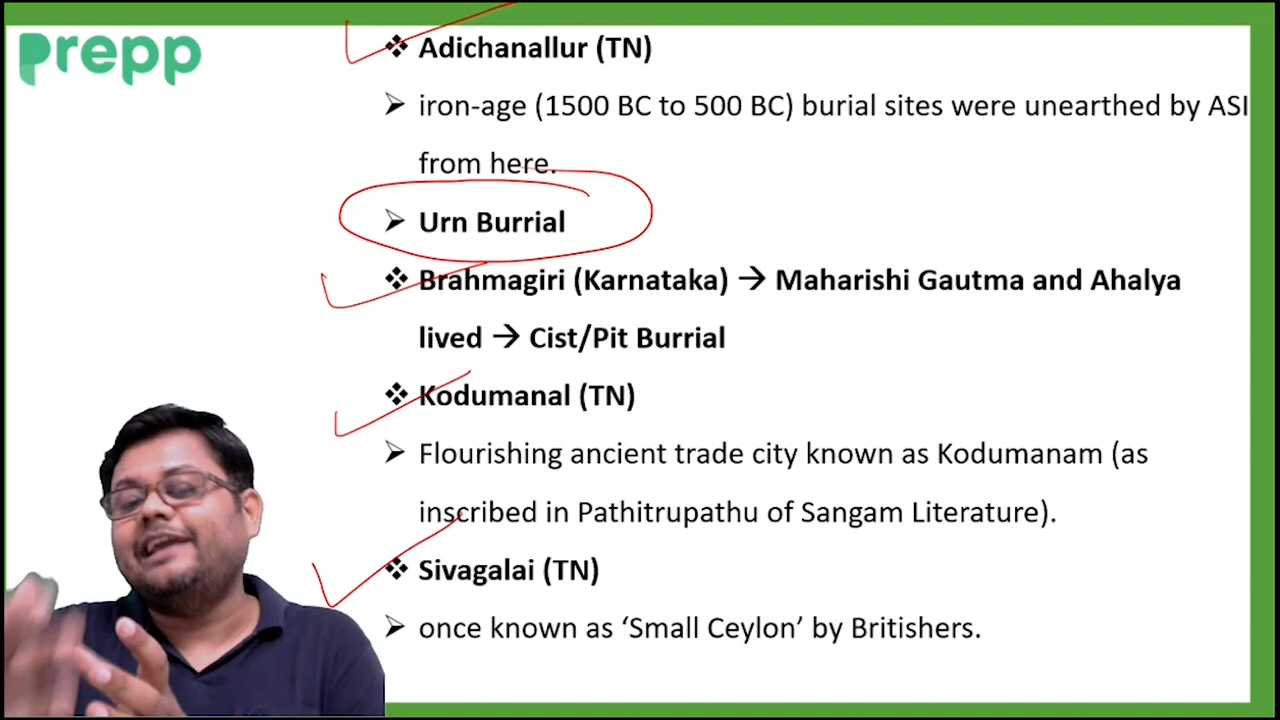 prepp
❖ Adichanallur (TN)
➢ iron-age (1500 BC to 500 BC) burial sites were unearthed by ASI
from here.
➢ Urn Burrial
❖ Brahmagiri (Karnataka) → Maharishi Gautma and Ahalya
lived → Cist/Pit Burrial
❖ Kodumanal (TN)
➢ Flourishing ancient trade city known as Kodumanam (as
inscribed in Pathitrupathu of Sangam Literature).
❖ Sivagalai (TN)
➢ once known as ‘Small Ceylon’ by Britishers.